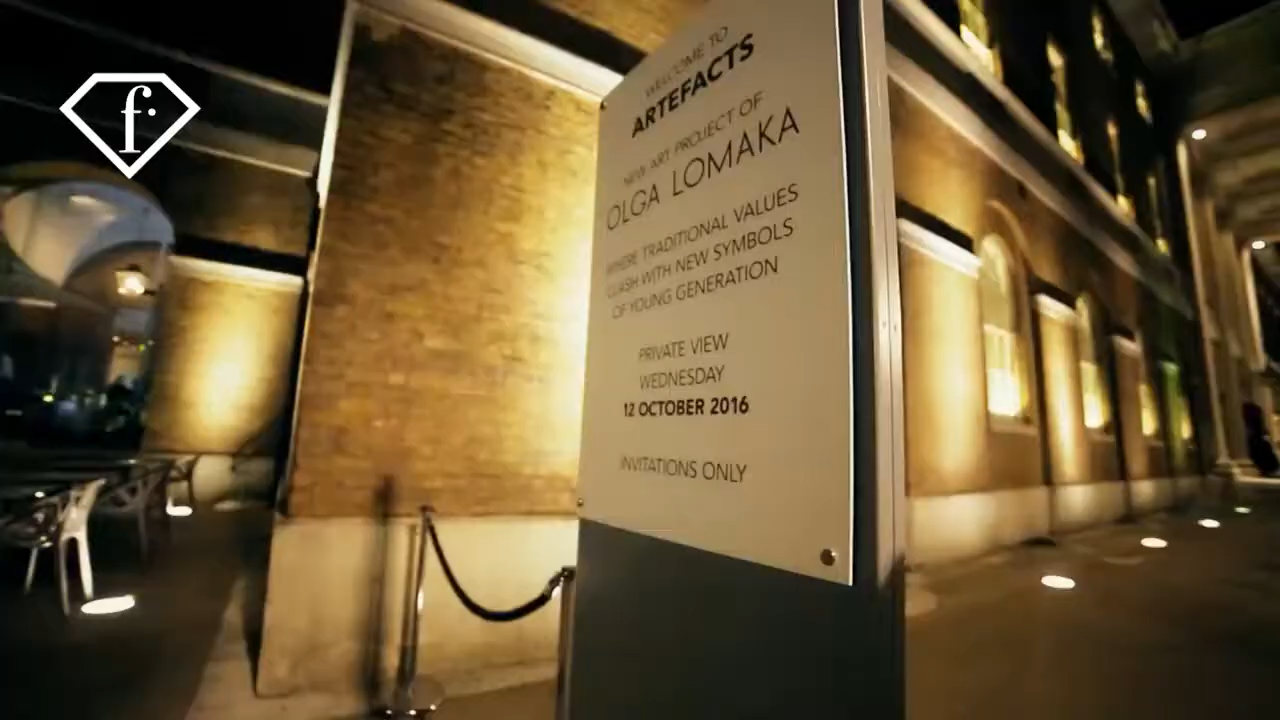 f.
WELCOME TO
ARTEFACTS
NEW ART PROJECT OF
OLGA LOMAKA
WHERE TRADITIONAL VALUES
CLASH WITH NEW SYMBOLS
OF YOUNG GENERATION
PRIVATE VIEW
WEDNESDAY
12 OCTOBER 2016
INVITATIONS ONLY